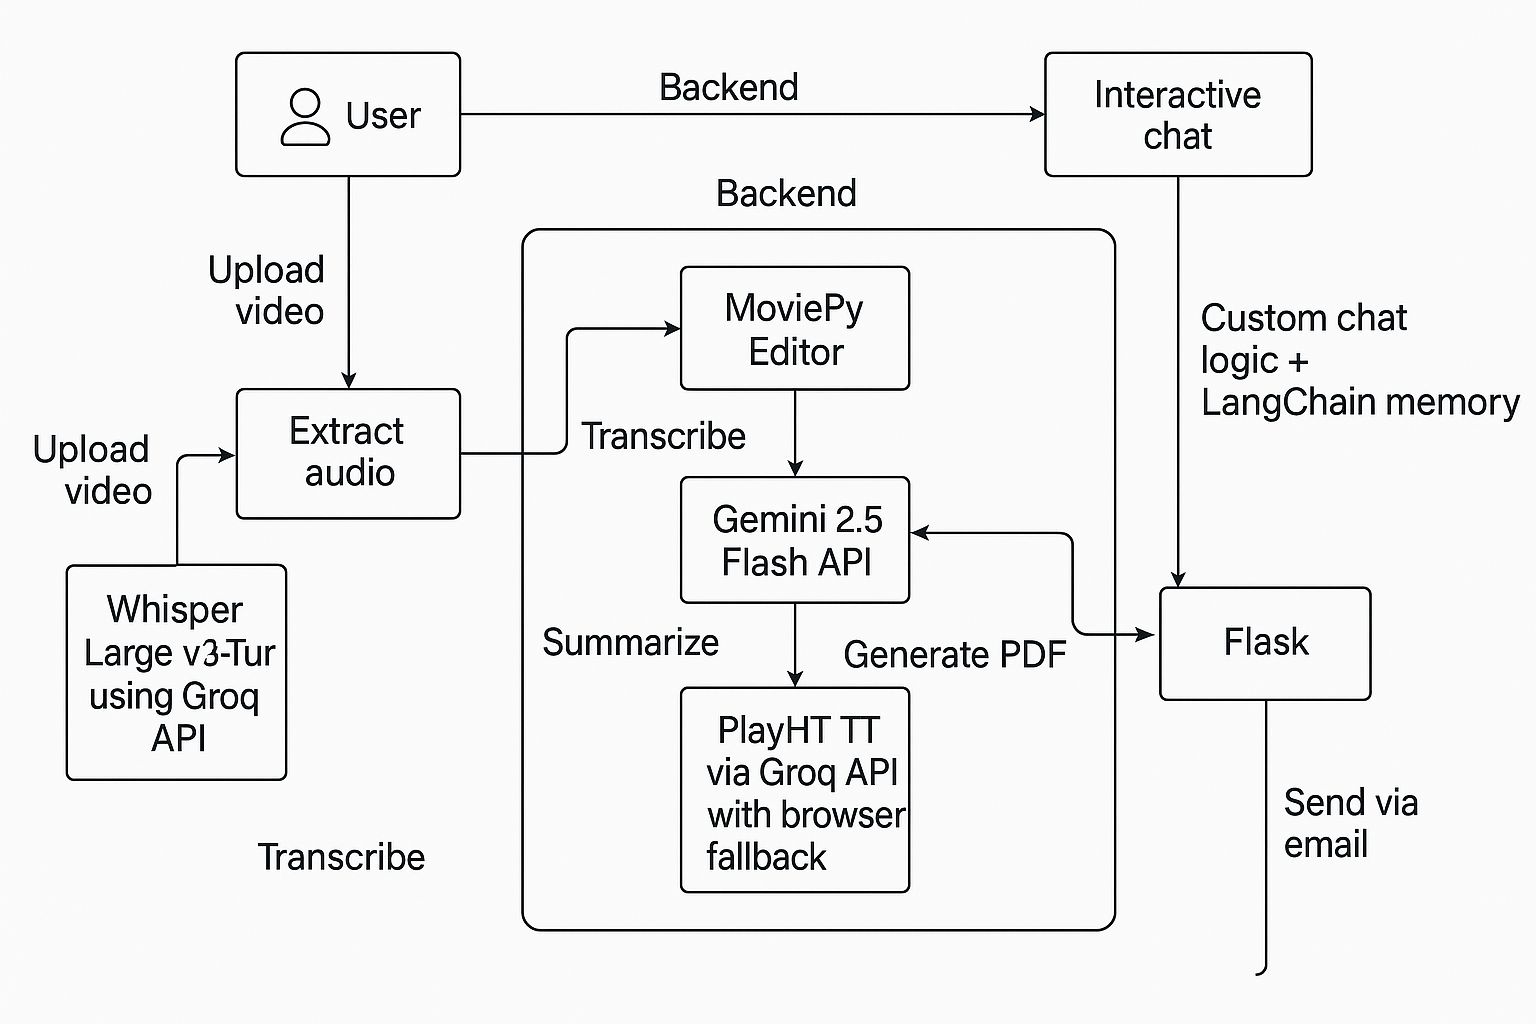 User
Backend
Interactive
chat
Backend
Upload
video
MoviePy
Editor
Custom chat
logic +
LangChain memory
Extract
audio
Transcribe
Upload
video
Gemini 2.5
Flash API
Whisper
Large v3-Tur
using Groq
API
Summarize
Generate PDF
Flask
PlayHT TT
via Groq API
with browser
fallback
Send via
email
Transcribe